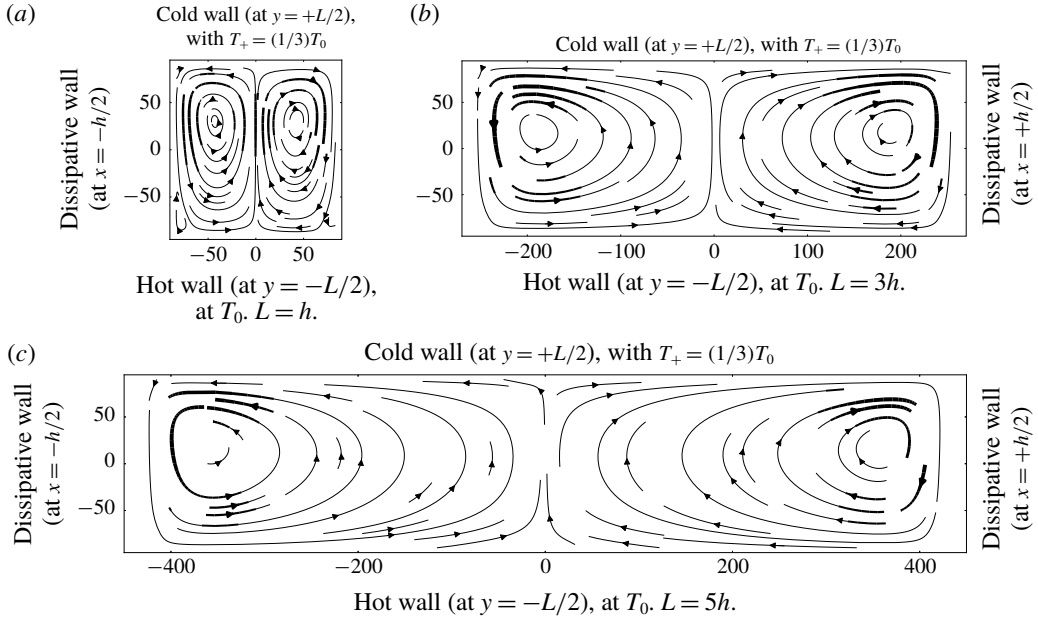 (a)
Cold wall (at y = +L/2),
with T+ = (1/3)T0
Dissipative wall
(at x = −h/2)
50
0
−50
−50 0 50
Hot wall (at y = −L/2),
at T0. L = h.
(b)
Cold wall (at y = +L/2), with T+ = (1/3)T0
50
0
−50
−200 −100 0 100 200
Dissipative wall
(at x = +h/2)
Hot wall (at y = −L/2), at T0. L = 3h.
(c)
Cold wall (at y = +L/2), with T+ = (1/3)T0
Dissipative wall
(at x = −h/2)
50
0
−50
−400 −200 0 200 400
Dissipative wall
(at x = +h/2)
Hot wall (at y = −L/2), at T0. L = 5h.